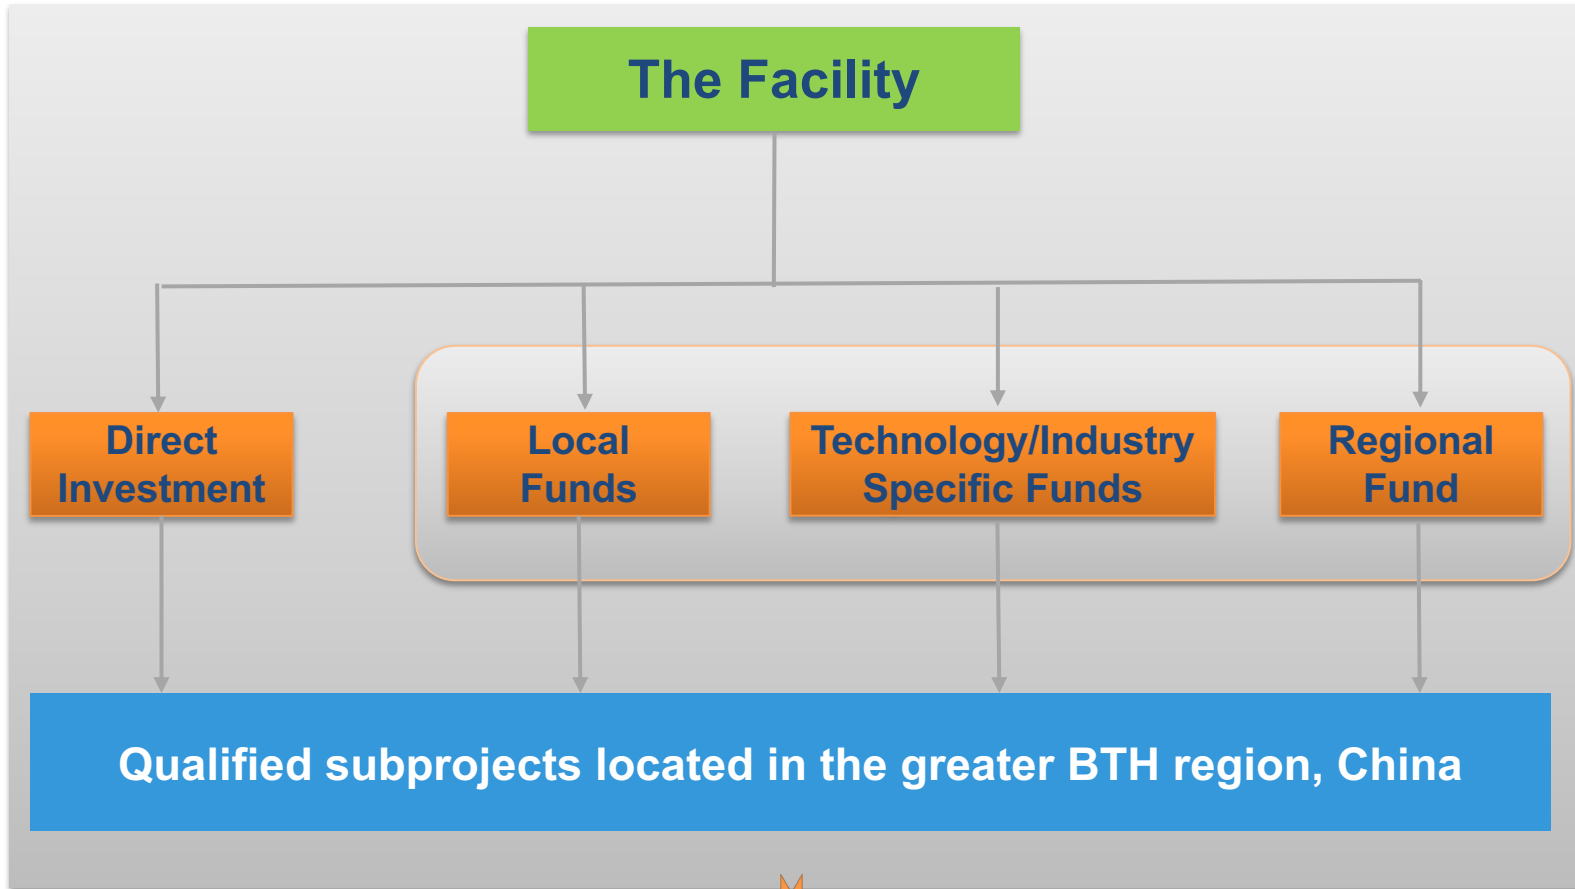 The Facility
Direct
Investment
Local
Funds
Technology/Industry
Specific Funds
Regional
Fund
Qualified subprojects located in the greater BTH region, China